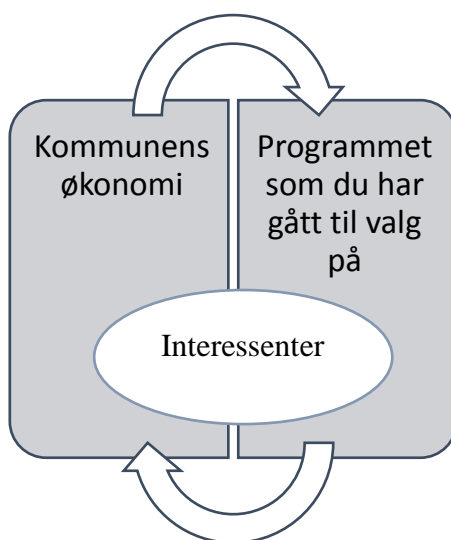 Kommunens
økonomi
Programmet
som du har
gått til valg
på
Interessenter